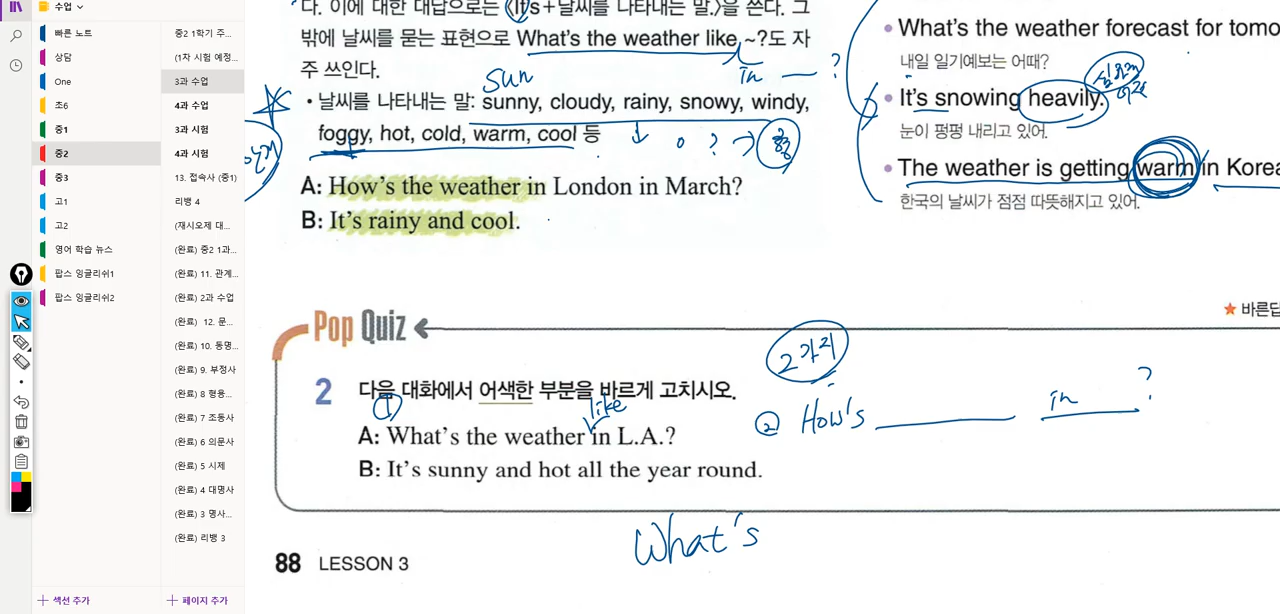 수업
빠른 노트
상담
One
초6
중1
중2
중3
고1
고2
영어 학습 뉴스
팝스 잉글리쉬1
팝스 잉글리쉬2
섹션 추가
중2 1학기 주...
(1차 시험 예정...
3과 수업
4과 수업
3과 시험
4과 시험
13. 접속사 (중1)
리뱅 4
(재시오제 대...
(완료) 중2 1과...
(완료) 11. 관계...
(완료) 2과 수업
(완료) 12. 문...
(완료) 10. 동명...
(완료) 9. 부정사
(완료) 8 형용...
(완료) 7 조동사
(완료) 6 의문사
(완료) 5 시제
(완료) 4 대명사
(완료) 3 명사...
(완료) 리뱅 3
페이지 추가
다. 이에 대한 대답으로는 〈It's+날씨를 나타내는 말.〉을 쓴다. 그
밖에 날씨를 묻는 표현으로 What's the weather like ~?도 자
주 쓰인다.
in ?
sun
• 날씨를 나타내는 말: sunny, cloudy, rainy, snowy, windy,
foggy, hot, cold, warm, cool 등
A: How's the weather in London in March?
B: It's rainy and cool.
• What's the weather forecast for tomo
내일 일기예보는 어때?
• It's snowing heavily.
눈이 펑펑 내리고 있어.
• The weather is getting warm in Korea
한국의 날씨가 점점 따뜻해지고 있어.
Pop Quiz
★ 바른답
2가지
2 다음 대화에서 어색한 부분을 바르게 고치시오.
① like
A: What's the weather in L.A.?
B: It's sunny and hot all the year round.
② How's in ?
What's
88 LESSON 3